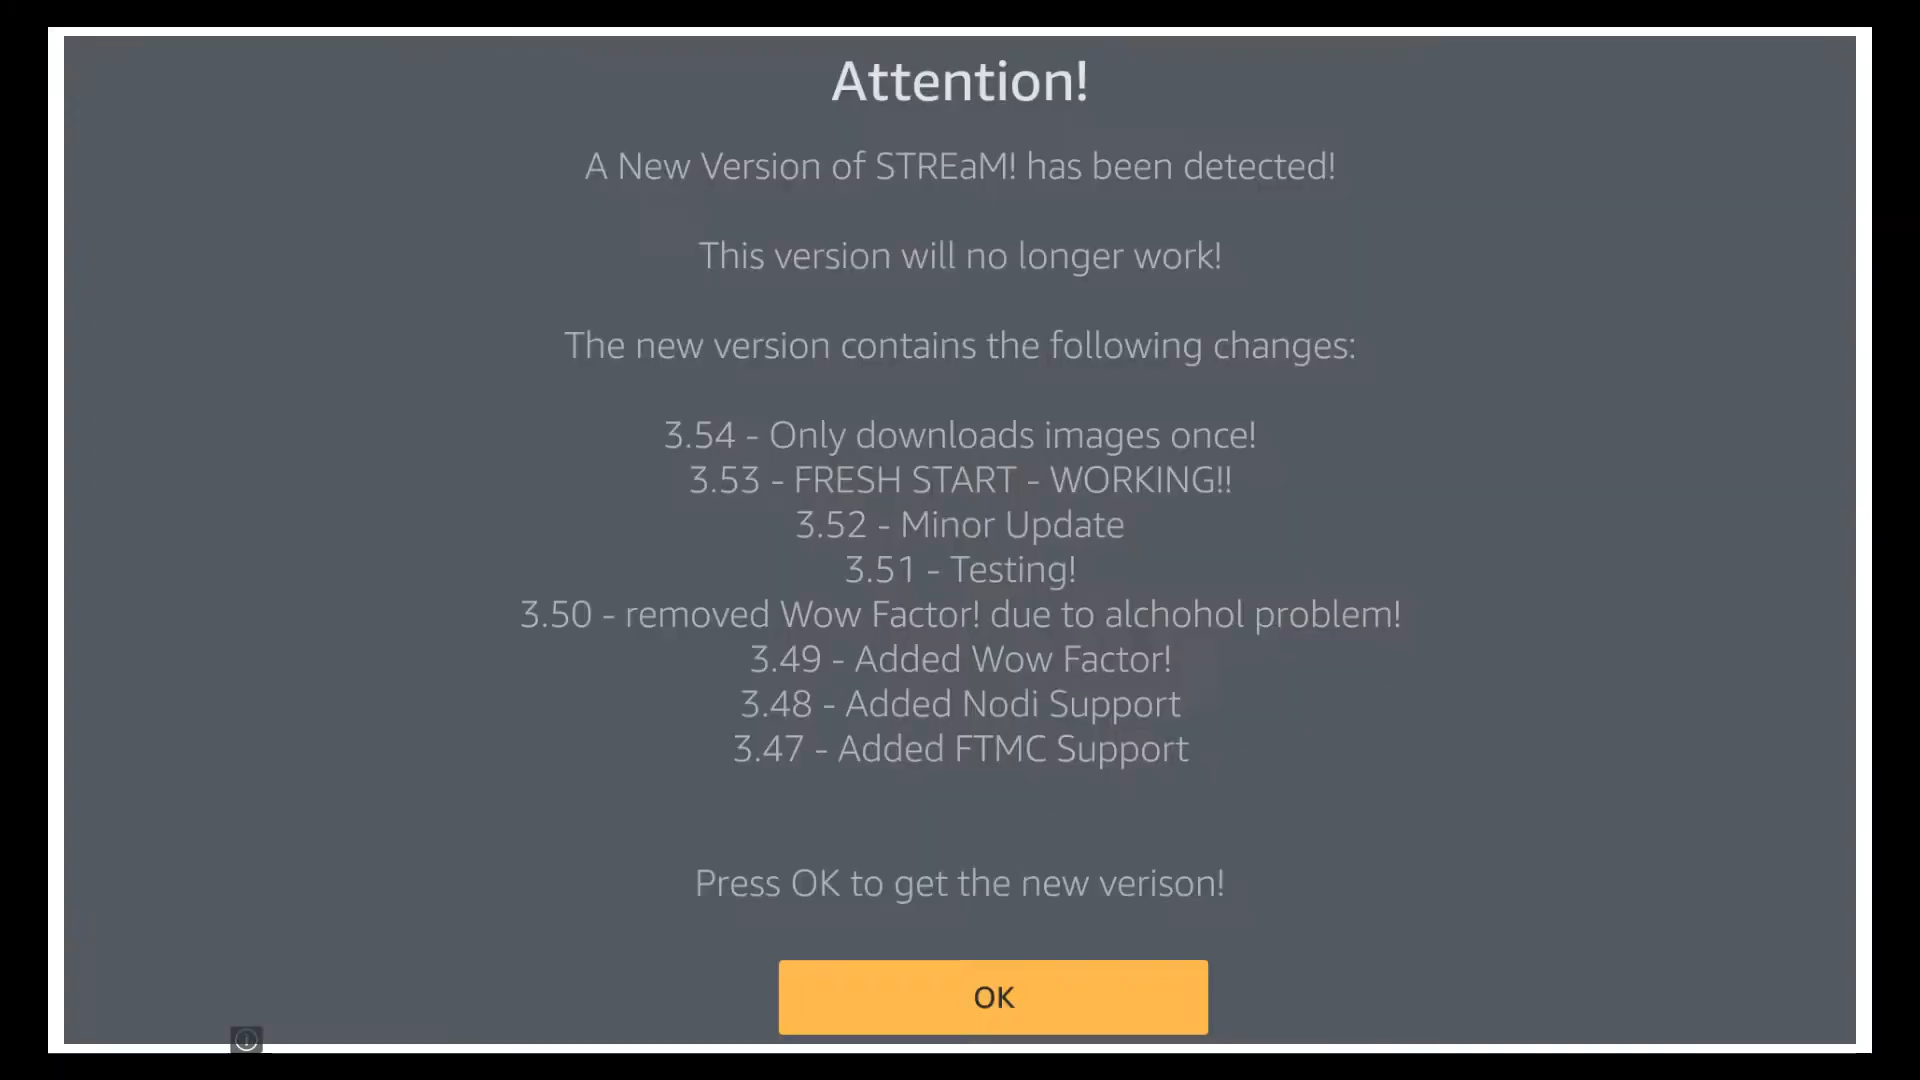 Attention!
A New Version of STREaM! has been detected!
This version will no longer work!
The new version contains the following changes:
3.54 - Only downloads images once!
3.53 - FRESH START - WORKING!!
3.52 - Minor Update
3.51 - Testing!
3.50 - removed Wow Factor! due to alchohol problem!
3.49 - Added Wow Factor!
3.48 - Added Nodi Support
3.47 - Added FTMC Support
Press OK to get the new verison!
OK